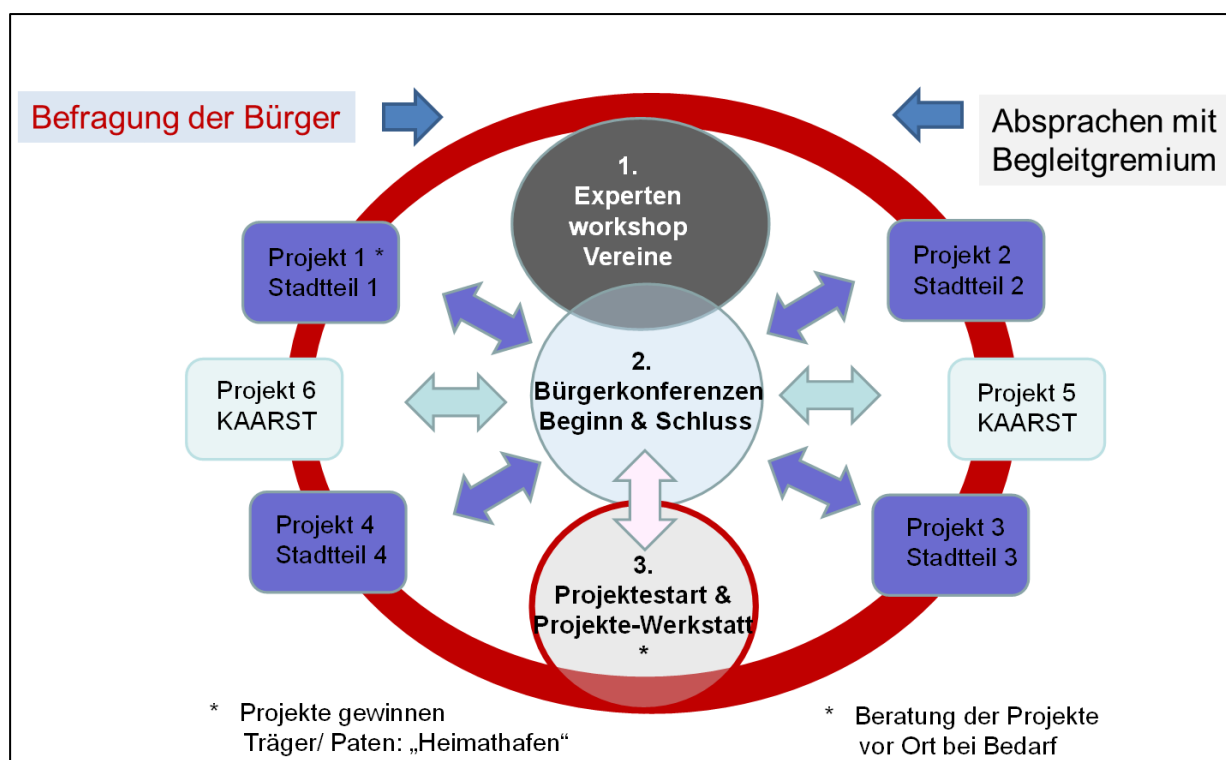 Befragung der Bürger
Absprachen mit
Begleitgremium
1.
Experten
workshop
Vereine
Projekt 1 *
Stadtteil 1
Projekt 2
Stadtteil 2
2.
Bürgerkonferenzen
Beginn & Schluss
Projekt 6
KAARST
Projekt 5
KAARST
Projekt 4
Stadtteil 4
Projekt 3
Stadtteil 3
3.
Projektestart &
Projekte-Werkstatt
*
* Projekte gewinnen
Träger/ Paten: „Heimathafen“
* Beratung der Projekte
vor Ort bei Bedarf